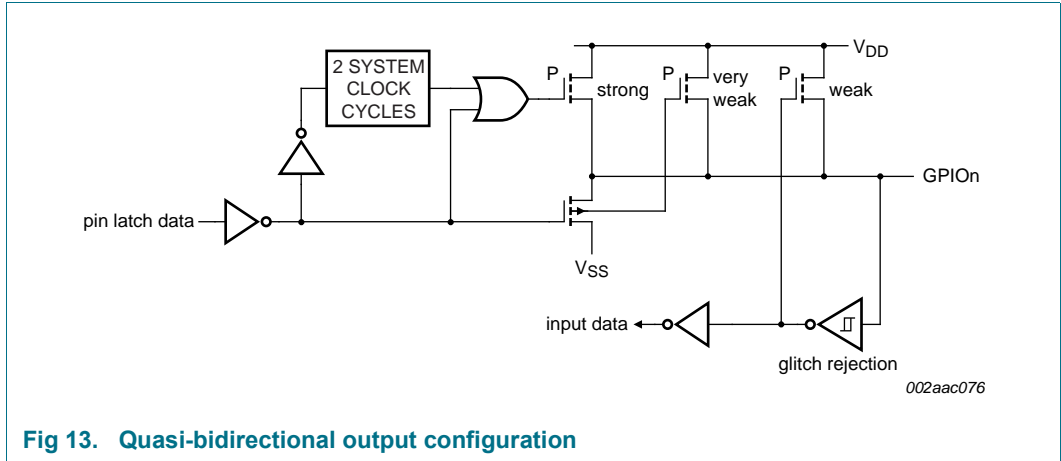 2 SYSTEM
CLOCK
CYCLES
P
strong
P
very
weak
P
weak
VDD
GPIOn
pin latch data
VSS
input data
glitch rejection
002aac076
Fig 13. Quasi-bidirectional output configuration